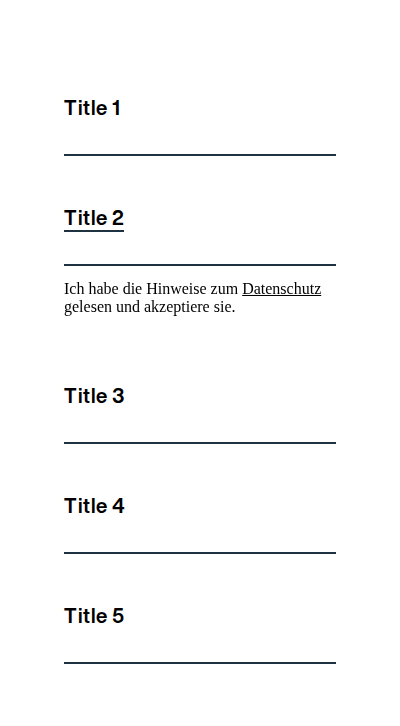 Title 1
Title 2
Ich habe die Hinweise zum Datenschutz
gelesen und akzeptiere sie.
Title 3
Title 4
Title 5